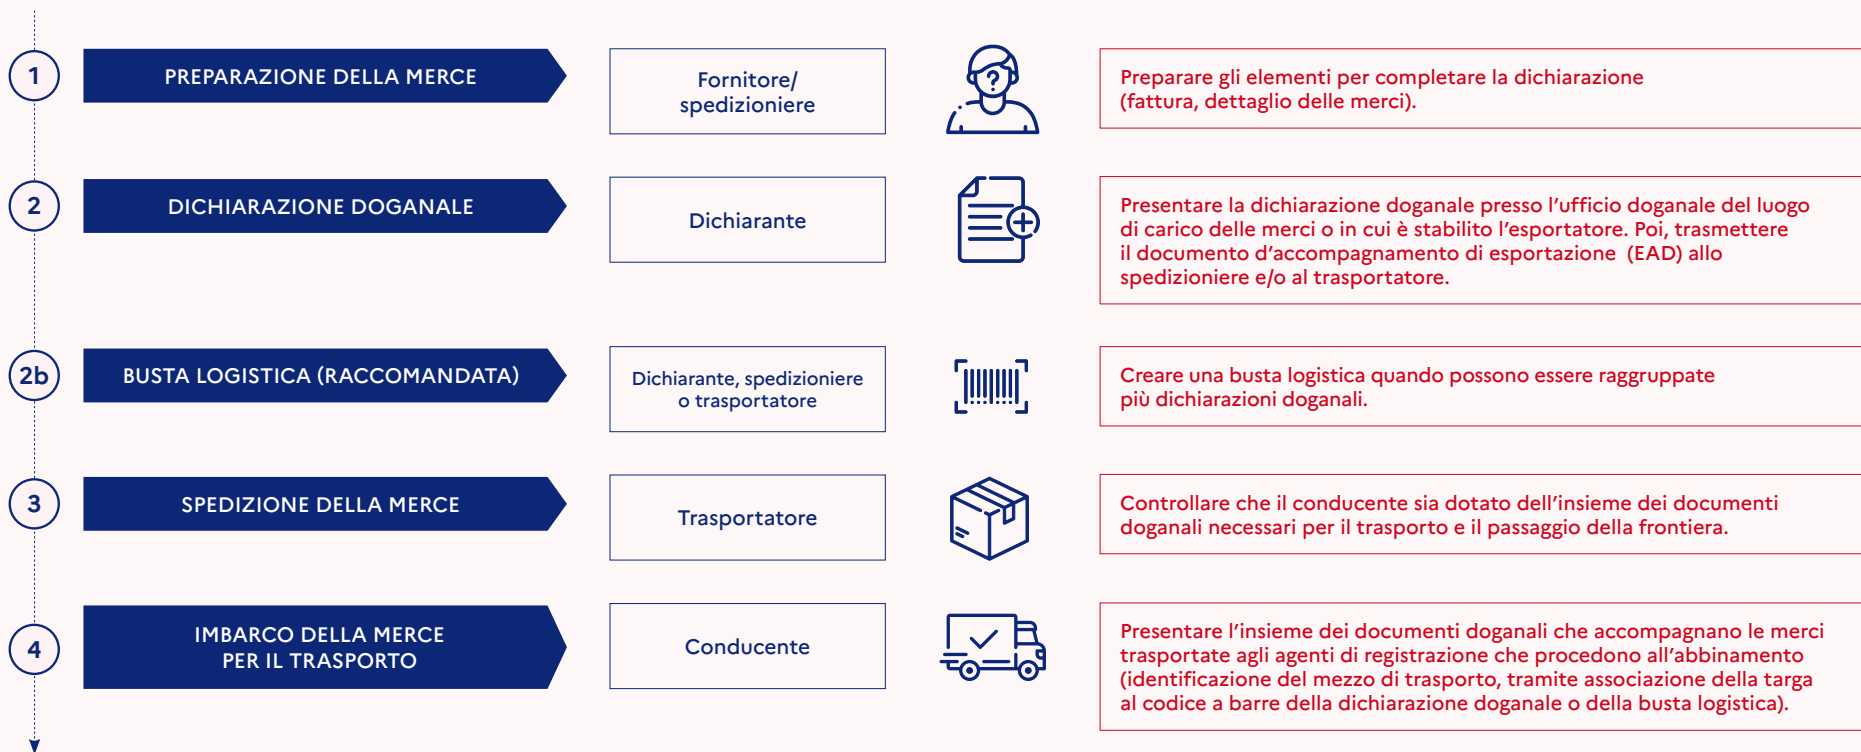 1
PREPARAZIONE DELLA MERCE
Fornitore/
spedizioniere
?
Preparare gli elementi per completare la dichiarazione
(fattura, dettaglio delle merci).
2
DICHIARAZIONE DOGANALE
Dichiarante
Presentare la dichiarazione doganale presso l’ufficio doganale del luogo
di carico delle merci o in cui è stabilito l’esportatore. Poi, trasmettere
il documento d’accompagnamento di esportazione (EAD) allo
spedizioniere e/o al trasportatore.
2b
BUSTA LOGISTICA (RACCOMANDATA)
Dichiarante, spedizioniere
o trasportatore
Creare una busta logistica quando possono essere raggruppate
più dichiarazioni doganali.
3
SPEDIZIONE DELLA MERCE
Trasportatore
Controllare che il conducente sia dotato dell’insieme dei documenti
doganali necessari per il trasporto e il passaggio della frontiera.
4
IMBARCO DELLA MERCE
PER IL TRASPORTO
Conducente
Presentare l’insieme dei documenti doganali che accompagnano le merci
trasportate agli agenti di registrazione che procedono all’abbinamento
(identificazione del mezzo di trasporto, tramite associazione della targa
al codice a barre della dichiarazione doganale o della busta logistica).